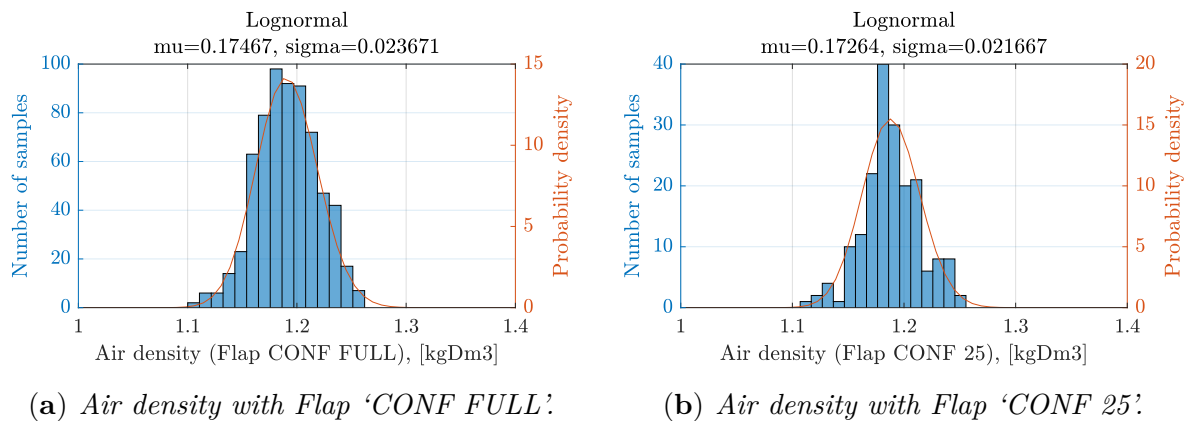 Lognormal
mu=0.17467, sigma=0.023671
100
80
60
40
20
0
Number of samples
15
10
5
0
Probability density
1
1.1
1.2
1.3
1.4
Air density (Flap CONF FULL), [kgDm3]
(a) Air density with Flap ‘CONF FULL’.
Lognormal
mu=0.17264, sigma=0.021667
40
30
20
10
0
Number of samples
20
15
10
5
0
Probability density
1
1.1
1.2
1.3
1.4
Air density (Flap CONF 25), [kgDm3]
(b) Air density with Flap ‘CONF 25’.